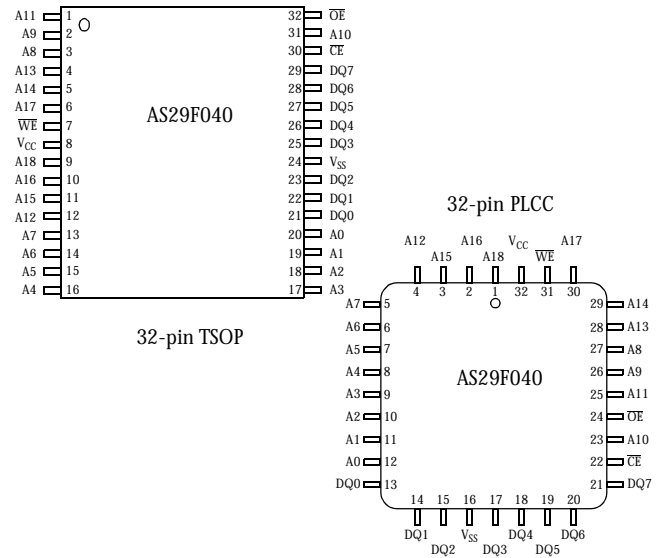 A11 1 32 O̅E̅
A9 2 31 A10
A8 3 30 C̅E̅
A13 4 29 DQ7
A14 5 28 DQ6
A17 6 27 DQ5
W̅E̅ 7 26 DQ4
VCC 8 25 DQ3
A18 9 24 VSS
A16 10 23 DQ2
A15 11 22 DQ1
A12 12 21 DQ0
A7 13 20 A0
A6 14 19 A1
A5 15 18 A2
A4 16 17 A3
AS29F040
32-pin TSOP
32-pin PLCC
A12 A16 VCC A17
A15 A18 W̅E̅
4 3 2 1 32 31 30
A7 5 29 A14
A6 6 28 A13
A5 7 27 A8
A4 8 26 A9
A3 9 25 A11
A2 10 24 O̅E̅
A1 11 23 A10
A0 12 22 C̅E̅
DQ0 13 21 DQ7
AS29F040
14 15 16 17 18 19 20
DQ1 VSS DQ4 DQ6
DQ2 DQ3 DQ5